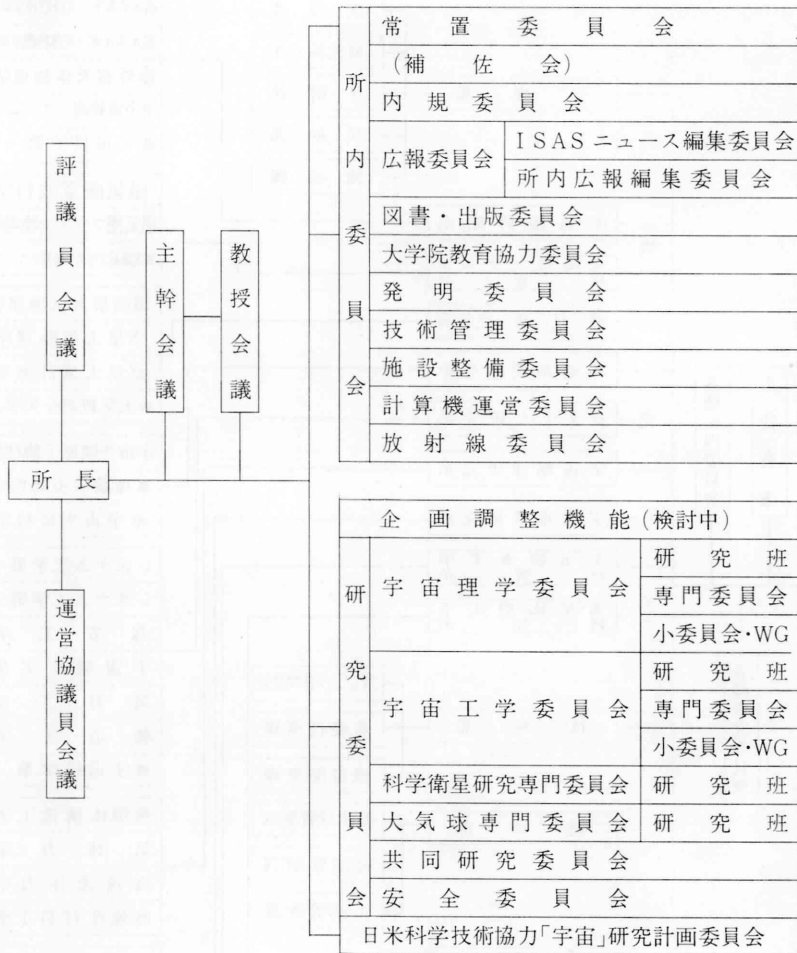 評議員会議
主幹会議
教授会議
所長
運営協議員会議
所内委員会
常置委員会
(補佐会)
内規委員会
広報委員会
ISASニュース編集委員会
所内広報編集委員会
図書・出版委員会
大学院教育協力委員会
発明委員会
技術管理委員会
施設整備委員会
計算機運営委員会
放射線委員会
研究委員会
企画調整機能(検討中)
宇宙理学委員会
研究班
専門委員会
小委員会・WG
宇宙工学委員会
研究班
専門委員会
小委員会・WG
科学衛星研究専門委員会
研究班
大気球専門委員会
研究班
共同研究委員会
安全委員会
日米科学技術協力「宇宙」研究計画委員会